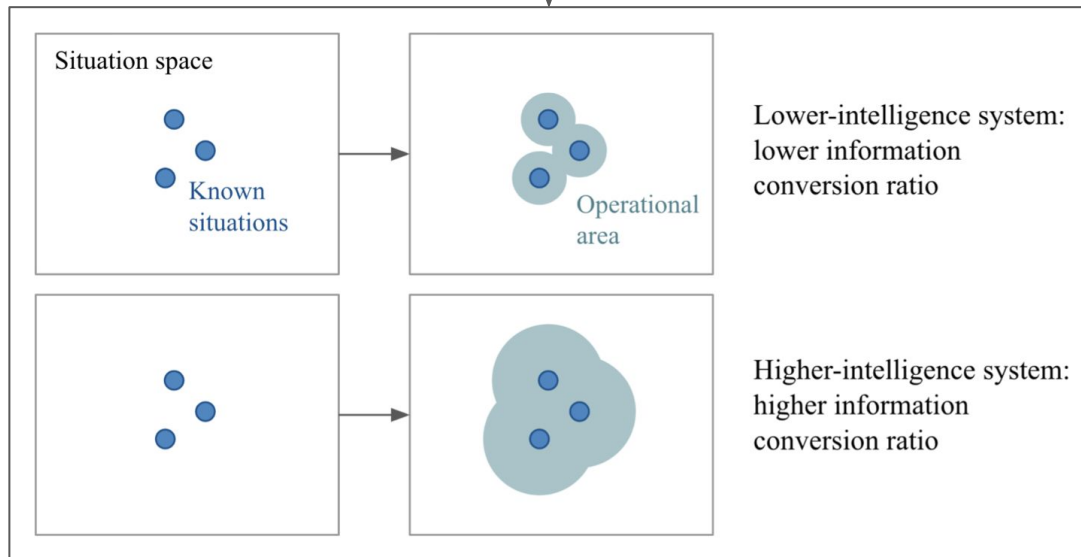 Situation space
Known
situations
Operational
area
Lower-intelligence system:
lower information
conversion ratio
Higher-intelligence system:
higher information
conversion ratio